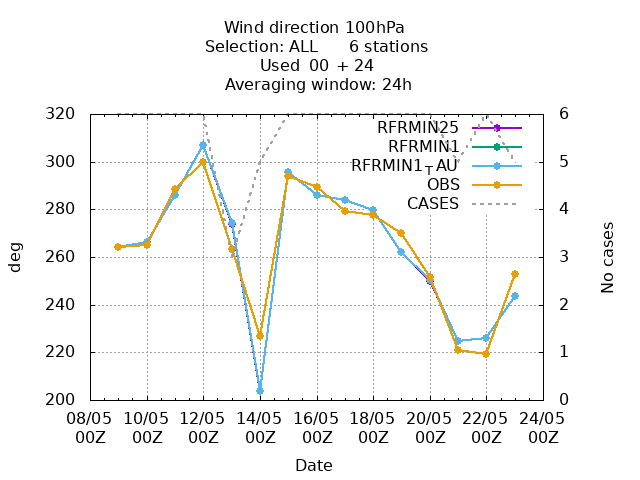 Wind direction 100hPa
Selection: ALL      6 stations
Used  00 + 24
Averaging window: 24h
320
300
280
260
240
220
200
6
5
4
3
2
1
0
RFRMIN25
RFRMIN1
RFRMIN1TAU
OBS
CASES
deg
No cases
08/05 10/05 12/05 14/05 16/05 18/05 20/05 22/05 24/05
00Z 00Z 00Z 00Z 00Z 00Z 00Z 00Z 00Z
Date